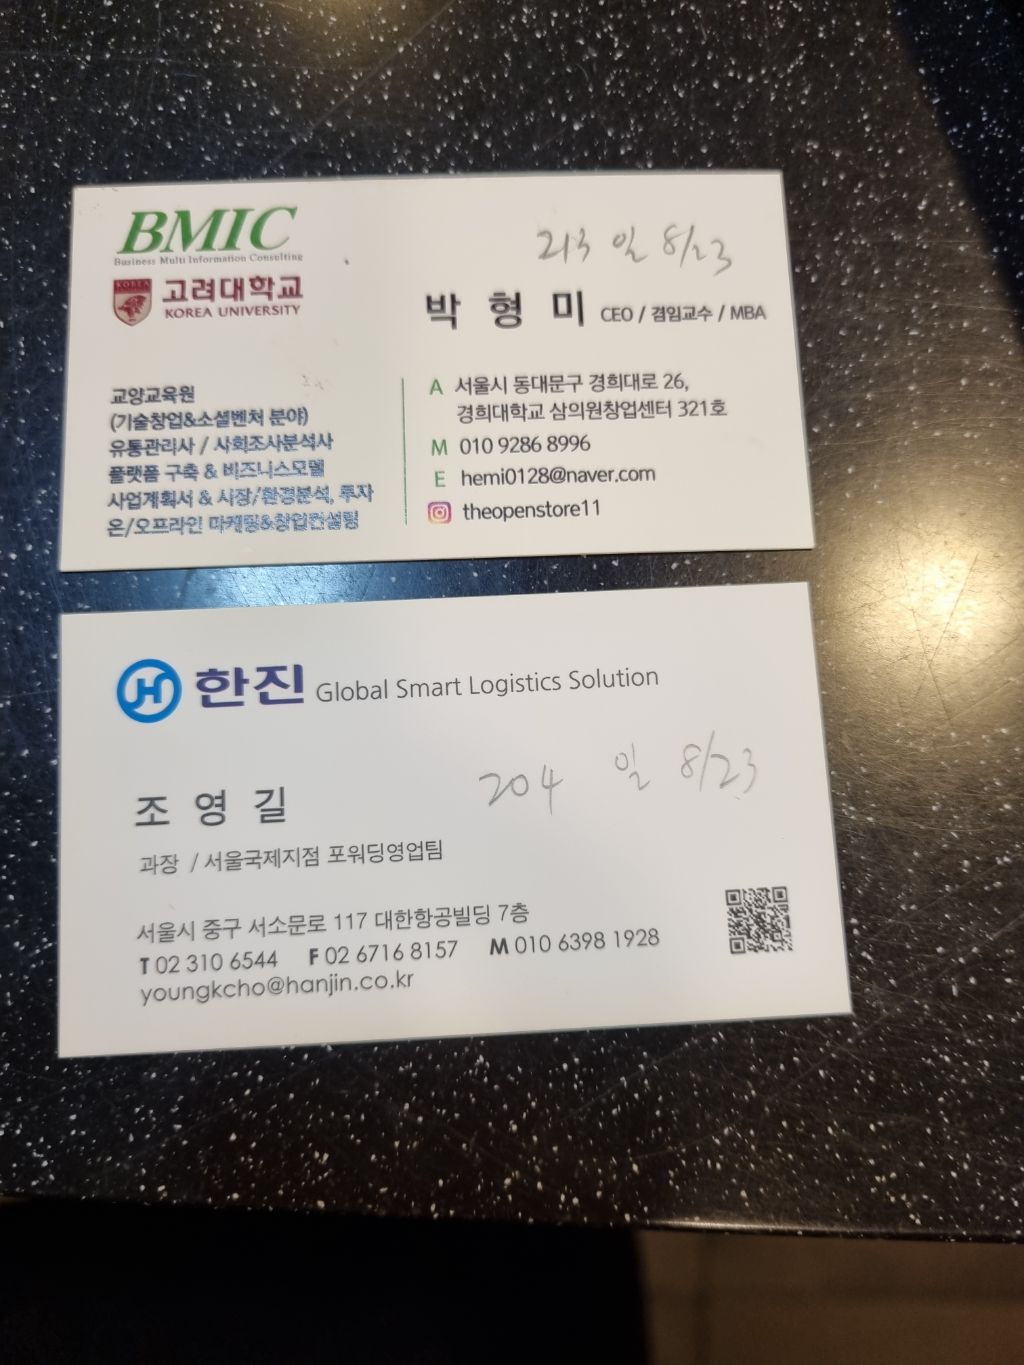 BMIC
Business Multi Information Consulting
KOREA
고려대학교
KOREA UNIVERSITY
213 일 8/23
박 형 미 CEO / 겸임교수 / MBA
교양교육원
(기술창업&소셜벤처 분야)
유통관리사 / 사회조사분석사
플랫폼 구축 & 비즈니스모델
사업계획서 & 시장/환경분석, 투자
온/오프라인 마케팅&창업컨설팅
A 서울시 동대문구 경희대로 26,
경희대학교 삼의원창업센터 321호
M 010 9286 8996
E hemi0128@naver.com
theopenstore11
한진 Global Smart Logistics Solution
204 일 8/23
조 영 길
과장 / 서울국제지점 포워딩영업팀
서울시 중구 서소문로 117 대한항공빌딩 7층
T 02 310 6544 F 02 6716 8157 M 010 6398 1928
youngkcho@hanjin.co.kr